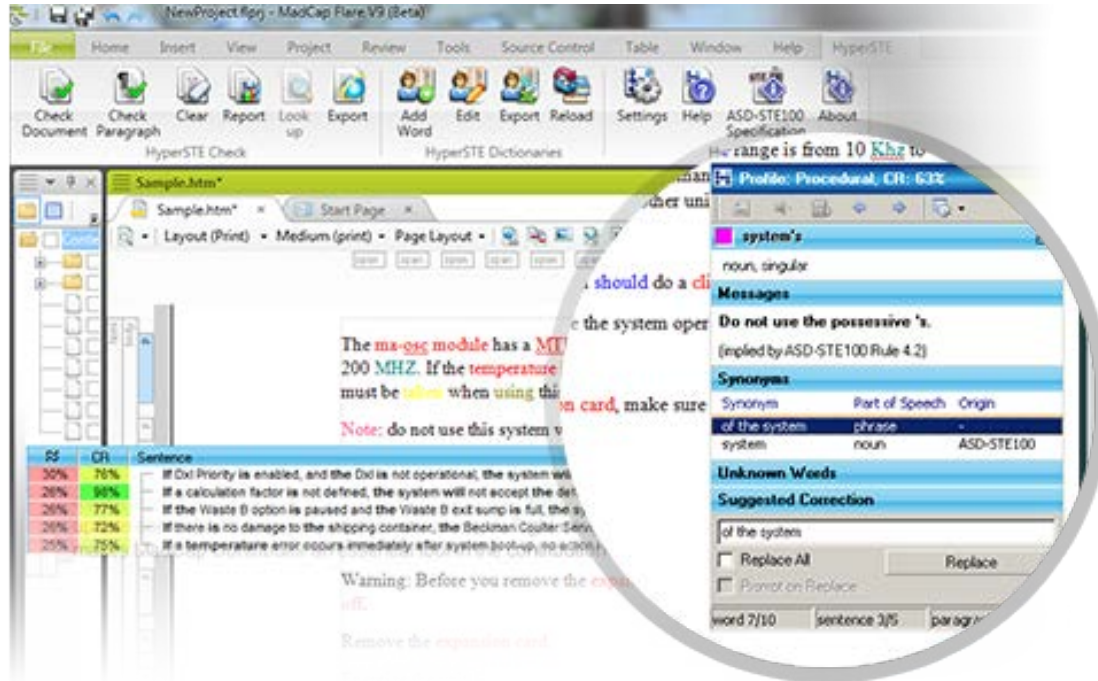 NewProject.flprj - MadCap Flare V9 (Beta)
File Home Insert View Project Review Tools Source Control Table Window Help HyperSTE
Check Document
Check Paragraph
Clear
Report
Look up
Export
Add Word
Edit
Export
Reload
Settings
Help
ASD-STE100 Specification
About
HyperSTE Check
HyperSTE Dictionaries
Sample.htm*
Sample.htm*
Start Page
Layout (Print)
Medium (print)
Page Layout
span span span span span
The ma-osc module has a
200 MHZ. If the temperature
must be taken when using this
Note: do not use this system
CR Sentence
30% 76% If DxI Priority is enabled, and the DxI is not operational, the system will
26% 98% If a calculation factor is not defined, the system will not accept the
26% 77% If the Waste B option is paused and the Waste B exit sump is full, the
26% 72% If there is no damage to the shipping container, the Beckman Coulter
25% 75% If a temperature error occurs immediately after system boot-up, no action
Warning: Before you remove the
off.
Remove the expansion card.
range is from 10 Khz to
other
should do a
the system
card, make sure
Profile: Procedural, CR: 63%
system's
noun, singular
Messages
Do not use the possessive 's.
(implied by ASD-STE100 Rule 4.2)
Synonyms
Synonym Part of Speech Origin
of the system phrase -
system noun ASD-STE100
Unknown Words
Suggested Correction
of the system
Replace All
Replace
Prompt on Replace
word 7/10 sentence 3/5